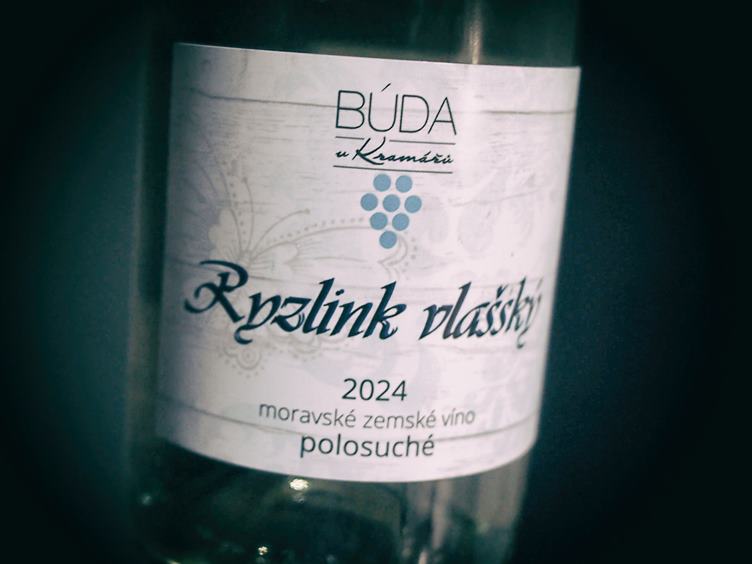 BÚDA
u Kramářů
Ryzlink vlašský
2024
moravské zemské víno
polosuché